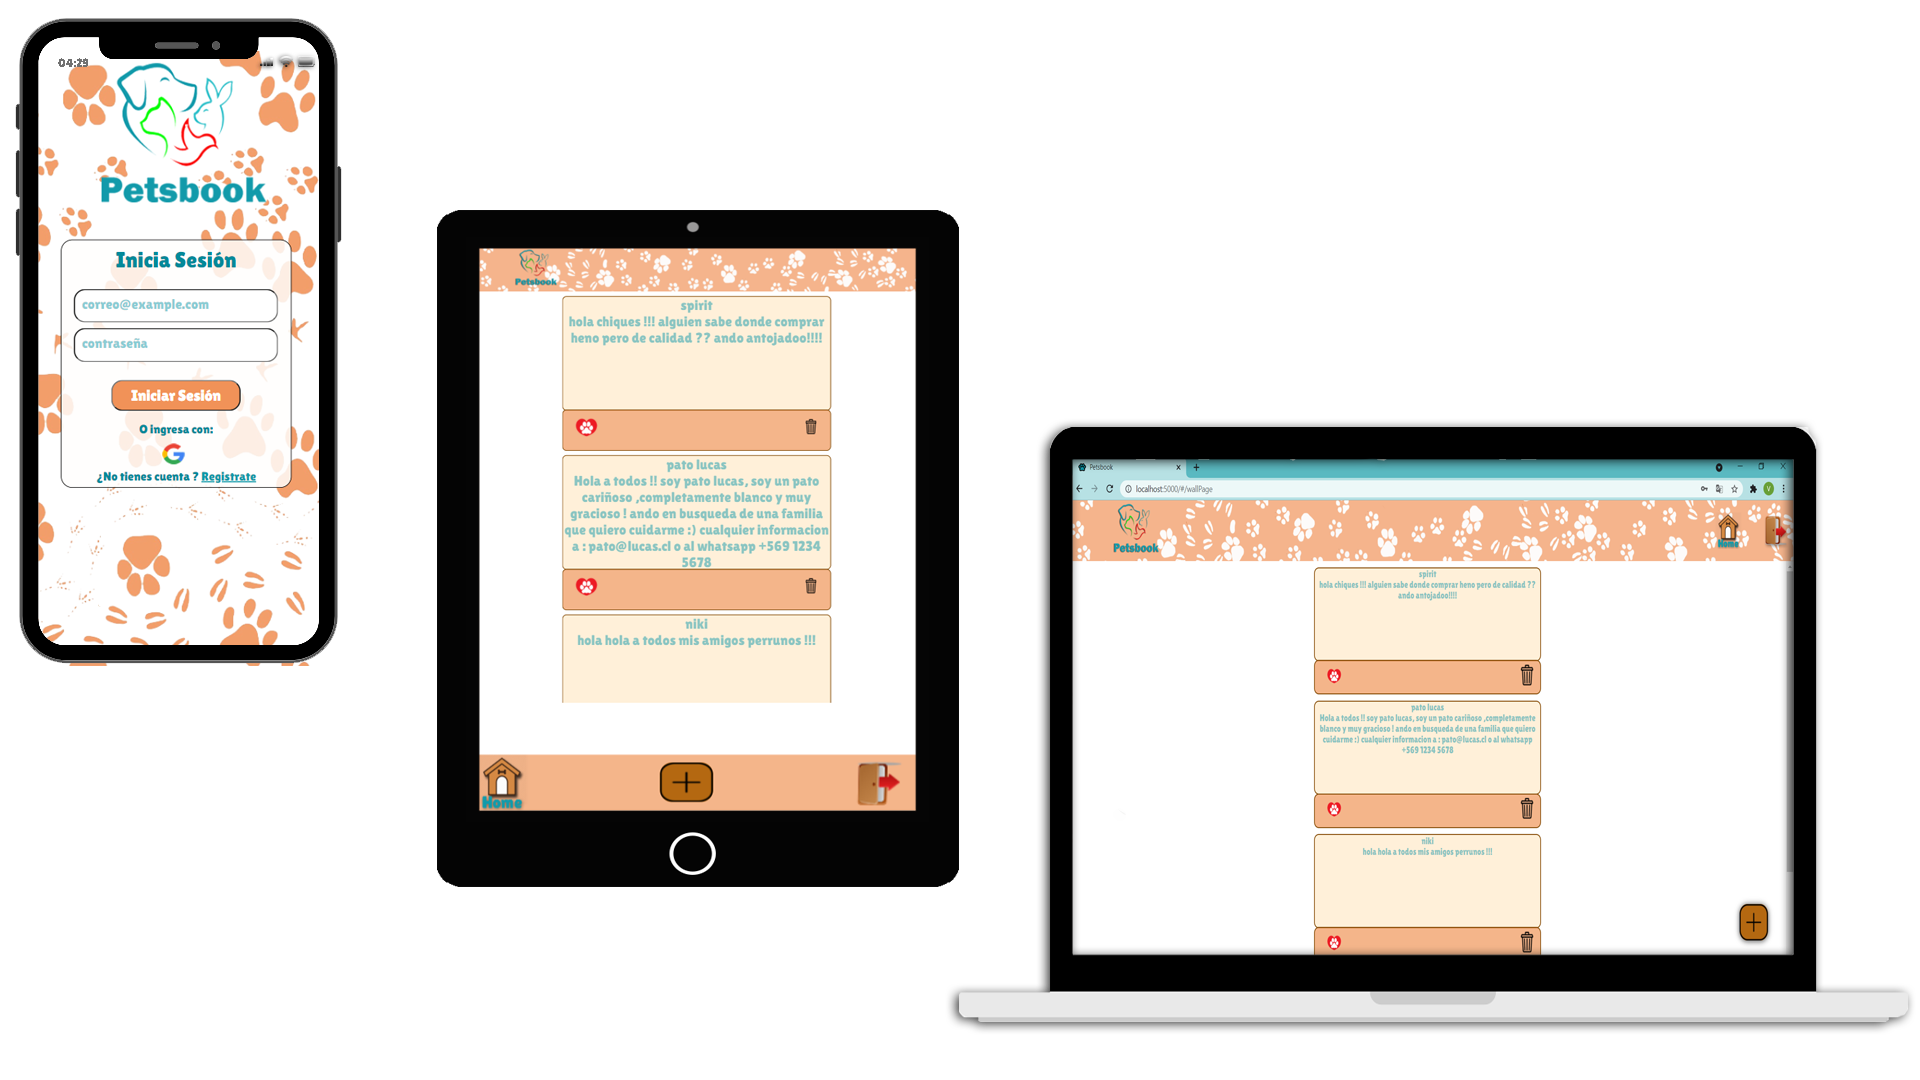 04:29
Petsbook
Inicia Sesión
correo@example.com
contraseña
Iniciar Sesión
O ingresa con:
¿No tienes cuenta ? Registrate
Petsbook
spirit
hola chiques !!! alguien sabe donde comprar
heno pero de calidad ?? ando antojadoo!!!!
pato lucas
Hola a todos !! soy pato lucas, soy un pato
cariñoso ,completamente blanco y muy
gracioso ! ando en busqueda de una familia
que quiero cuidarme :) cualquier informacion
a : pato@lucas.cl o al whatsapp +569 1234
5678
niki
hola hola a todos mis amigos perrunos !!!
Home
Petsbook
localhost:5000/#/wallPage
V
Petsbook
Home
spirit
hola chiques !!! alguien sabe donde comprar heno pero de calidad ??
ando antojadoo!!!!
pato lucas
Hola a todos !! soy pato lucas, soy un pato cariñoso ,completamente
blanco y muy gracioso ! ando en busqueda de una familia que quiero
cuidarme :) cualquier informacion a : pato@lucas.cl o al whatsapp
+569 1234 5678
niki
hola hola a todos mis amigos perrunos !!!